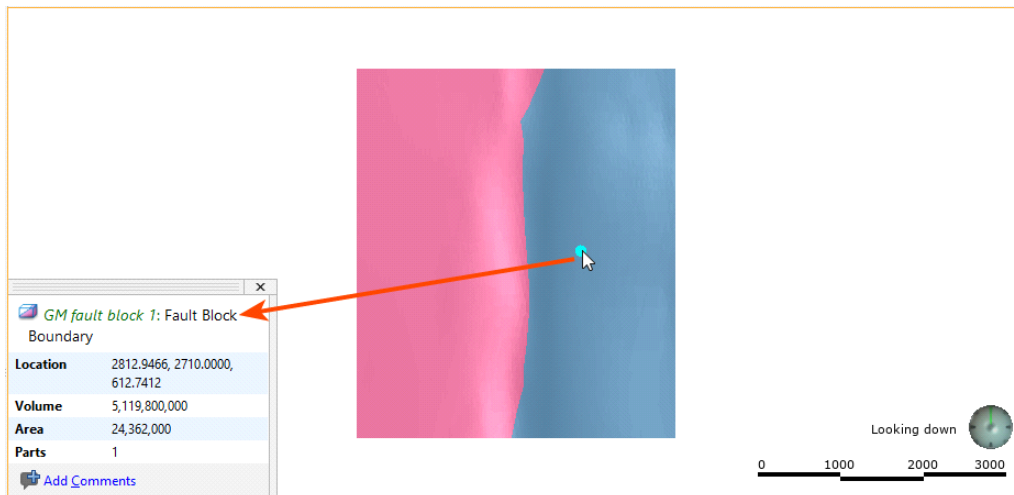 GM fault block 1: Fault Block
Boundary
Location 2812.9466, 2710.0000,
612.7412
Volume 5,119,800,000
Area 24,362,000
Parts 1
Add Comments
Looking down
0 1000 2000 3000